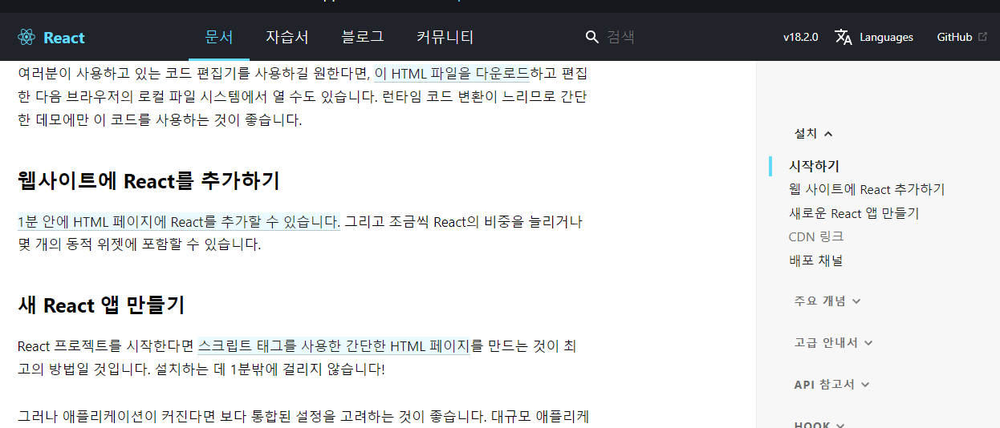 React 문서 자습서 블로그 커뮤니티 검색 v18.2.0 Languages GitHub
여러분이 사용하고 있는 코드 편집기를 사용하길 원한다면, 이 HTML 파일을 다운로드하고 편집
한 다음 브라우저의 로컬 파일 시스템에서 열 수도 있습니다. 런타임 코드 변환이 느리므로 간단
한 데모에만 이 코드를 사용하는 것이 좋습니다.
웹사이트에 React를 추가하기
1분 안에 HTML 페이지에 React를 추가할 수 있습니다. 그리고 조금씩 React의 비중을 늘리거나
몇 개의 동적 위젯에 포함할 수 있습니다.
새 React 앱 만들기
React 프로젝트를 시작한다면 스크립트 태그를 사용한 간단한 HTML 페이지를 만드는 것이 최
고의 방법일 것입니다. 설치하는 데 1분밖에 걸리지 않습니다!
그러나 애플리케이션이 커진다면 보다 통합된 설정을 고려하는 것이 좋습니다. 대규모 애플리케
설치
시작하기
웹 사이트에 React 추가하기
새로운 React 앱 만들기
CDN 링크
배포 채널
주요 개념
고급 안내서
API 참고서
HOOK